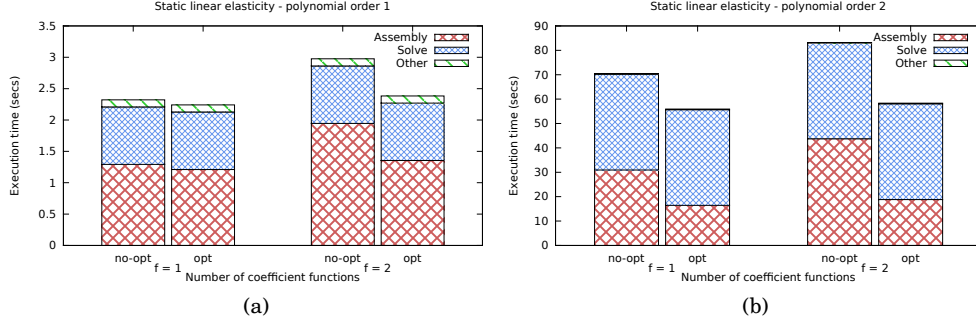 Static linear elasticity - polynomial order 1
3.5
3
2.5
2
1.5
1
0.5
0
Execution time (secs)
Assembly
Solve
Other
no-opt opt no-opt opt
f = 1 f = 2
Number of coefficient functions
(a)
Static linear elasticity - polynomial order 2
90
80
70
60
50
40
30
20
10
0
Execution time (secs)
Assembly
Solve
Other
no-opt opt no-opt opt
f = 1 f = 2
Number of coefficient functions
(b)